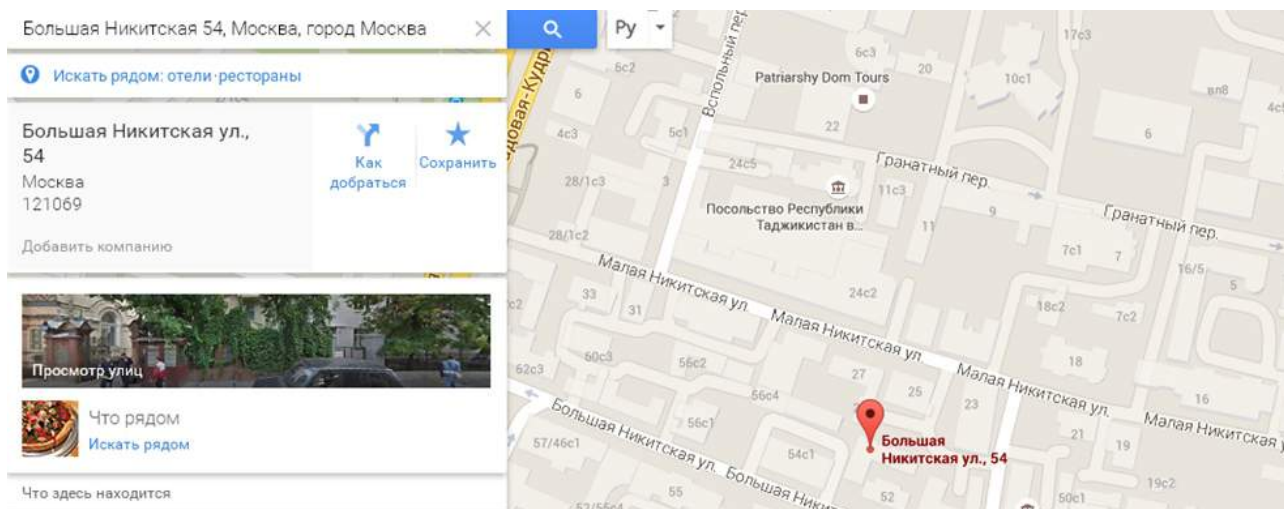 Большая Никитская 54, Москва, город Москва
Ру
Искать рядом: отели·рестораны
Большая Никитская ул.,
54
Москва
121069
Как
добраться
Сохранить
Добавить компанию
Просмотр улиц
Что рядом
Искать рядом
Что здесь находится
17с3
6с3
20
6с2
Patriarshy Dom Tours
10с1
вл8
6
Вспольный пер.
4с3
5с1
22
6
24с5
Гранатный пер.
28/1с3
3
11с3
Посольство Республики
Таджикистан в...
9
11
Гранатный пер.
28/1с2
7с1
7
16/5
5
Малая Никитская ул.
24с2
33
31
18с2
7с2
Малая Никитская ул.
60с3
56с2
18
62с3
27
Малая Никитская ул.
56с4
25
23
16
Большая Никитская ул.
56с1
Малая Никитская
21
19
57/46с1
Большая
Никитская ул., 54
54с1
19с2
55
52
50с1